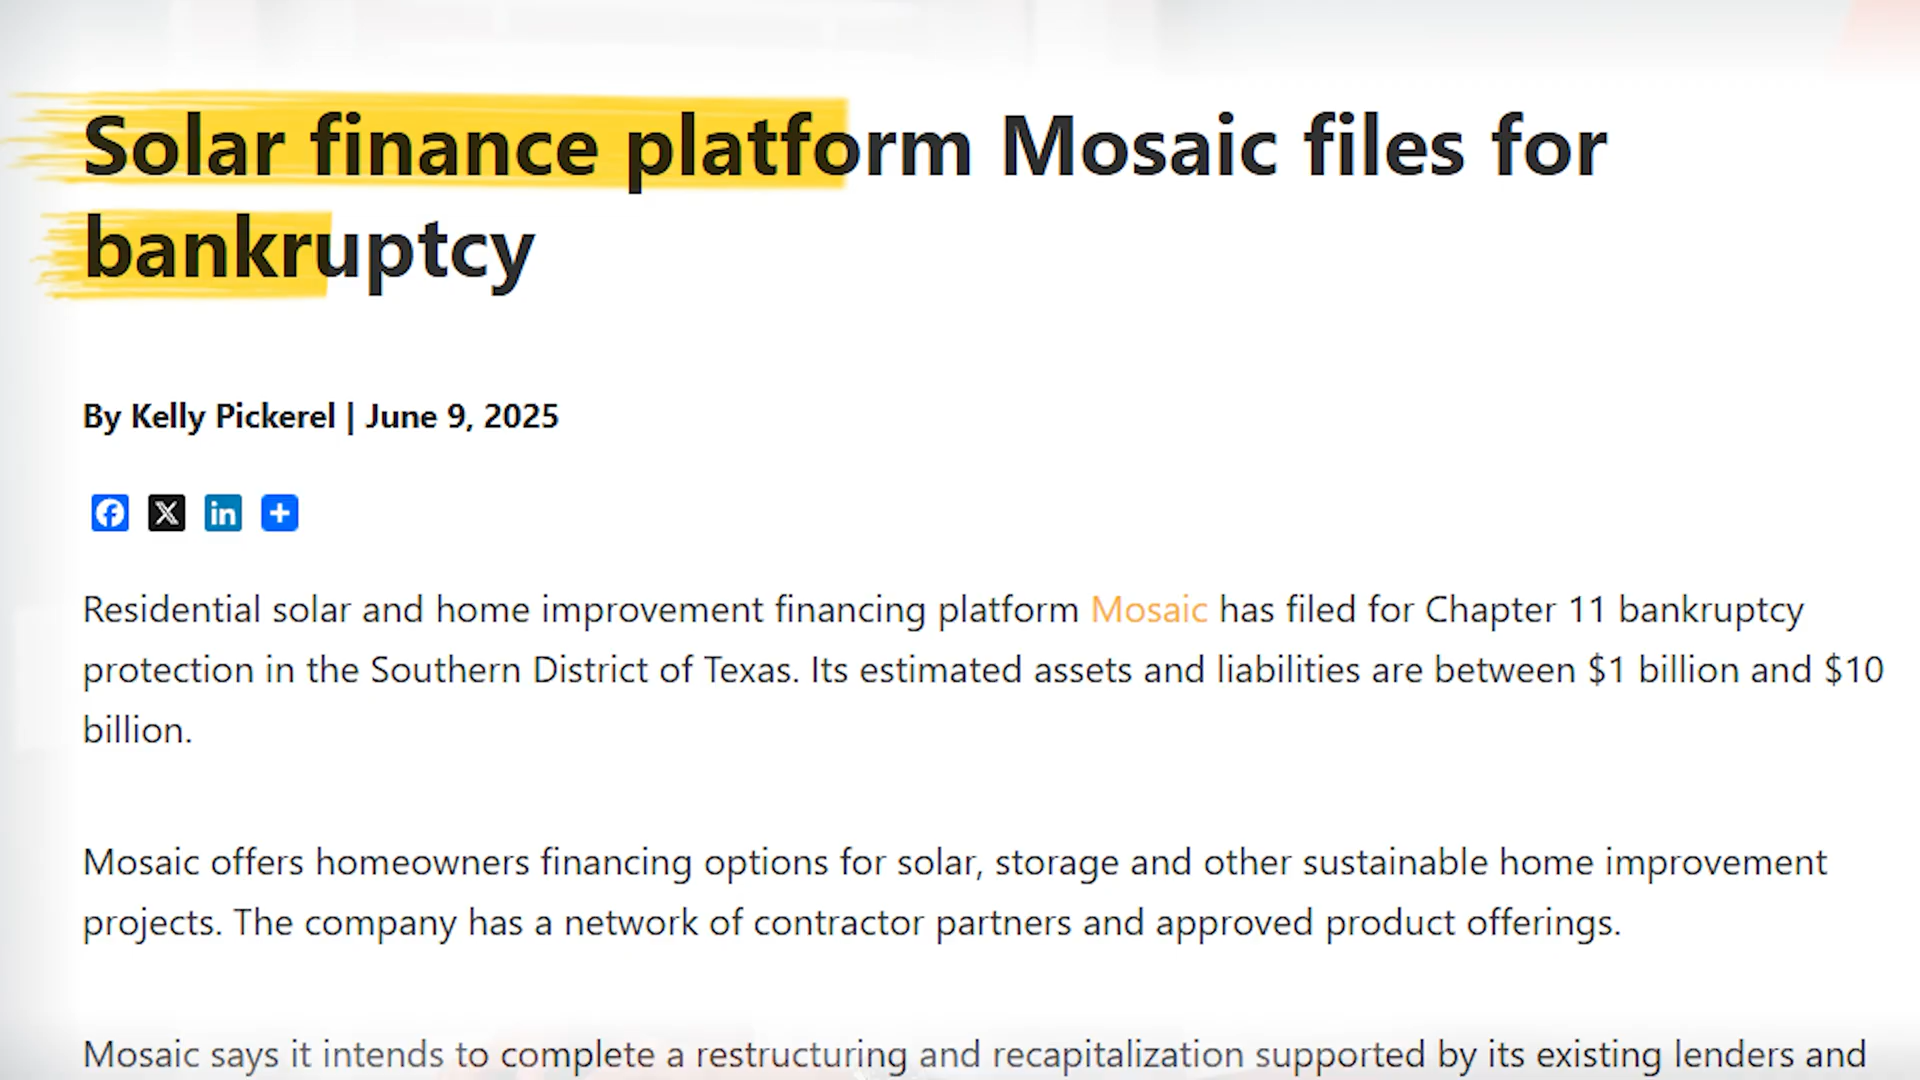 Solar finance platform Mosaic files for
bankruptcy
By Kelly Pickerel | June 9, 2025
Residential solar and home improvement financing platform Mosaic has filed for Chapter 11 bankruptcy
protection in the Southern District of Texas. Its estimated assets and liabilities are between $1 billion and $10
billion.
Mosaic offers homeowners financing options for solar, storage and other sustainable home improvement
projects. The company has a network of contractor partners and approved product offerings.
Mosaic says it intends to complete a restructuring and recapitalization supported by its existing lenders and